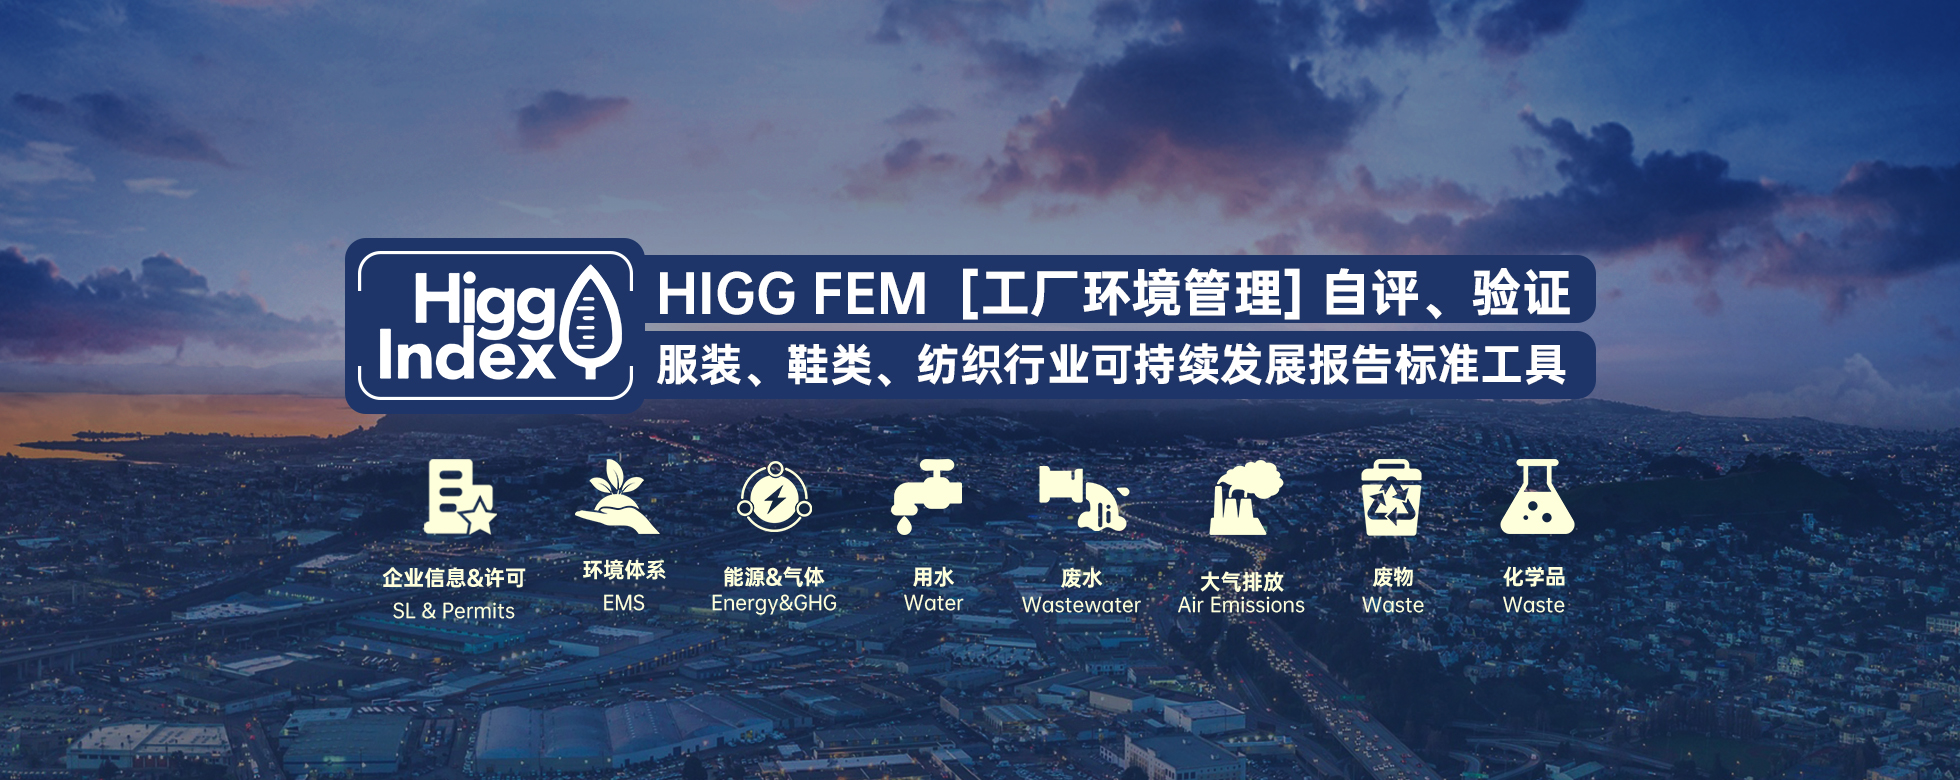 Higg
Index
HIGG FEM [工厂环境管理] 自评、验证
服装、鞋类、纺织行业可持续发展报告标准工具
企业信息&许可
SL & Permits
环境体系
EMS
能源&气体
Energy&GHG
用水
Water
废水
Wastewater
大气排放
Air Emissions
废物
Waste
化学品
Waste